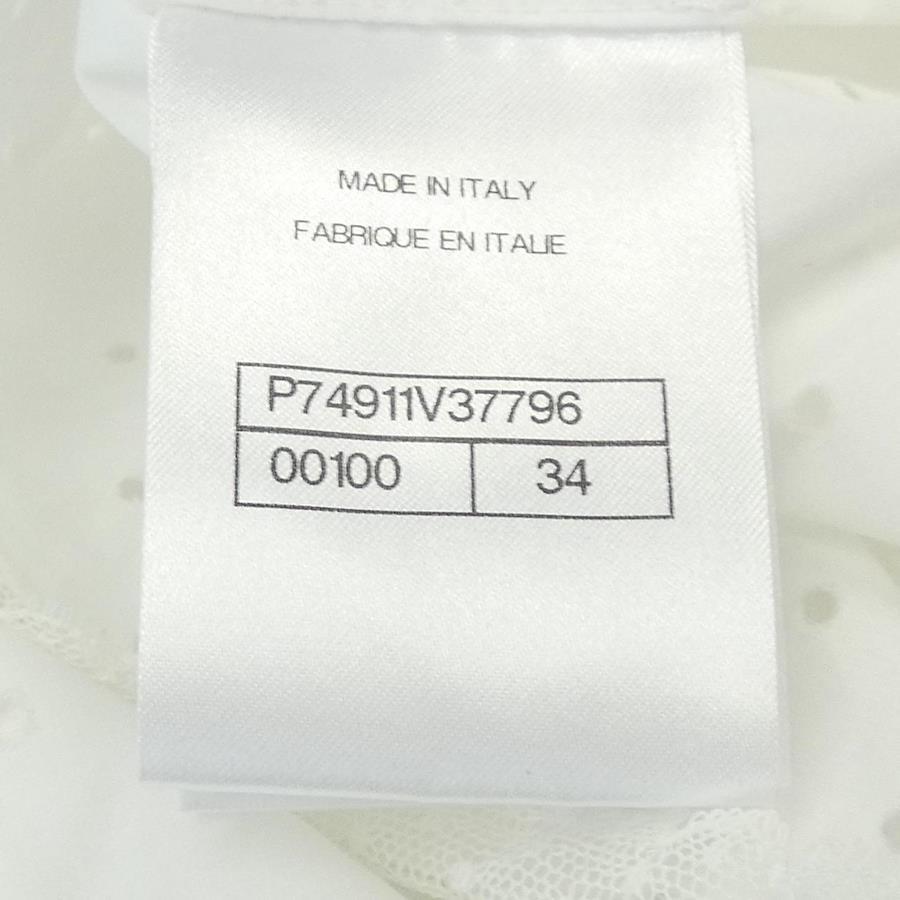 MADE IN ITALY
FABRIQUE EN ITALIE
P74911V37796
00100 34